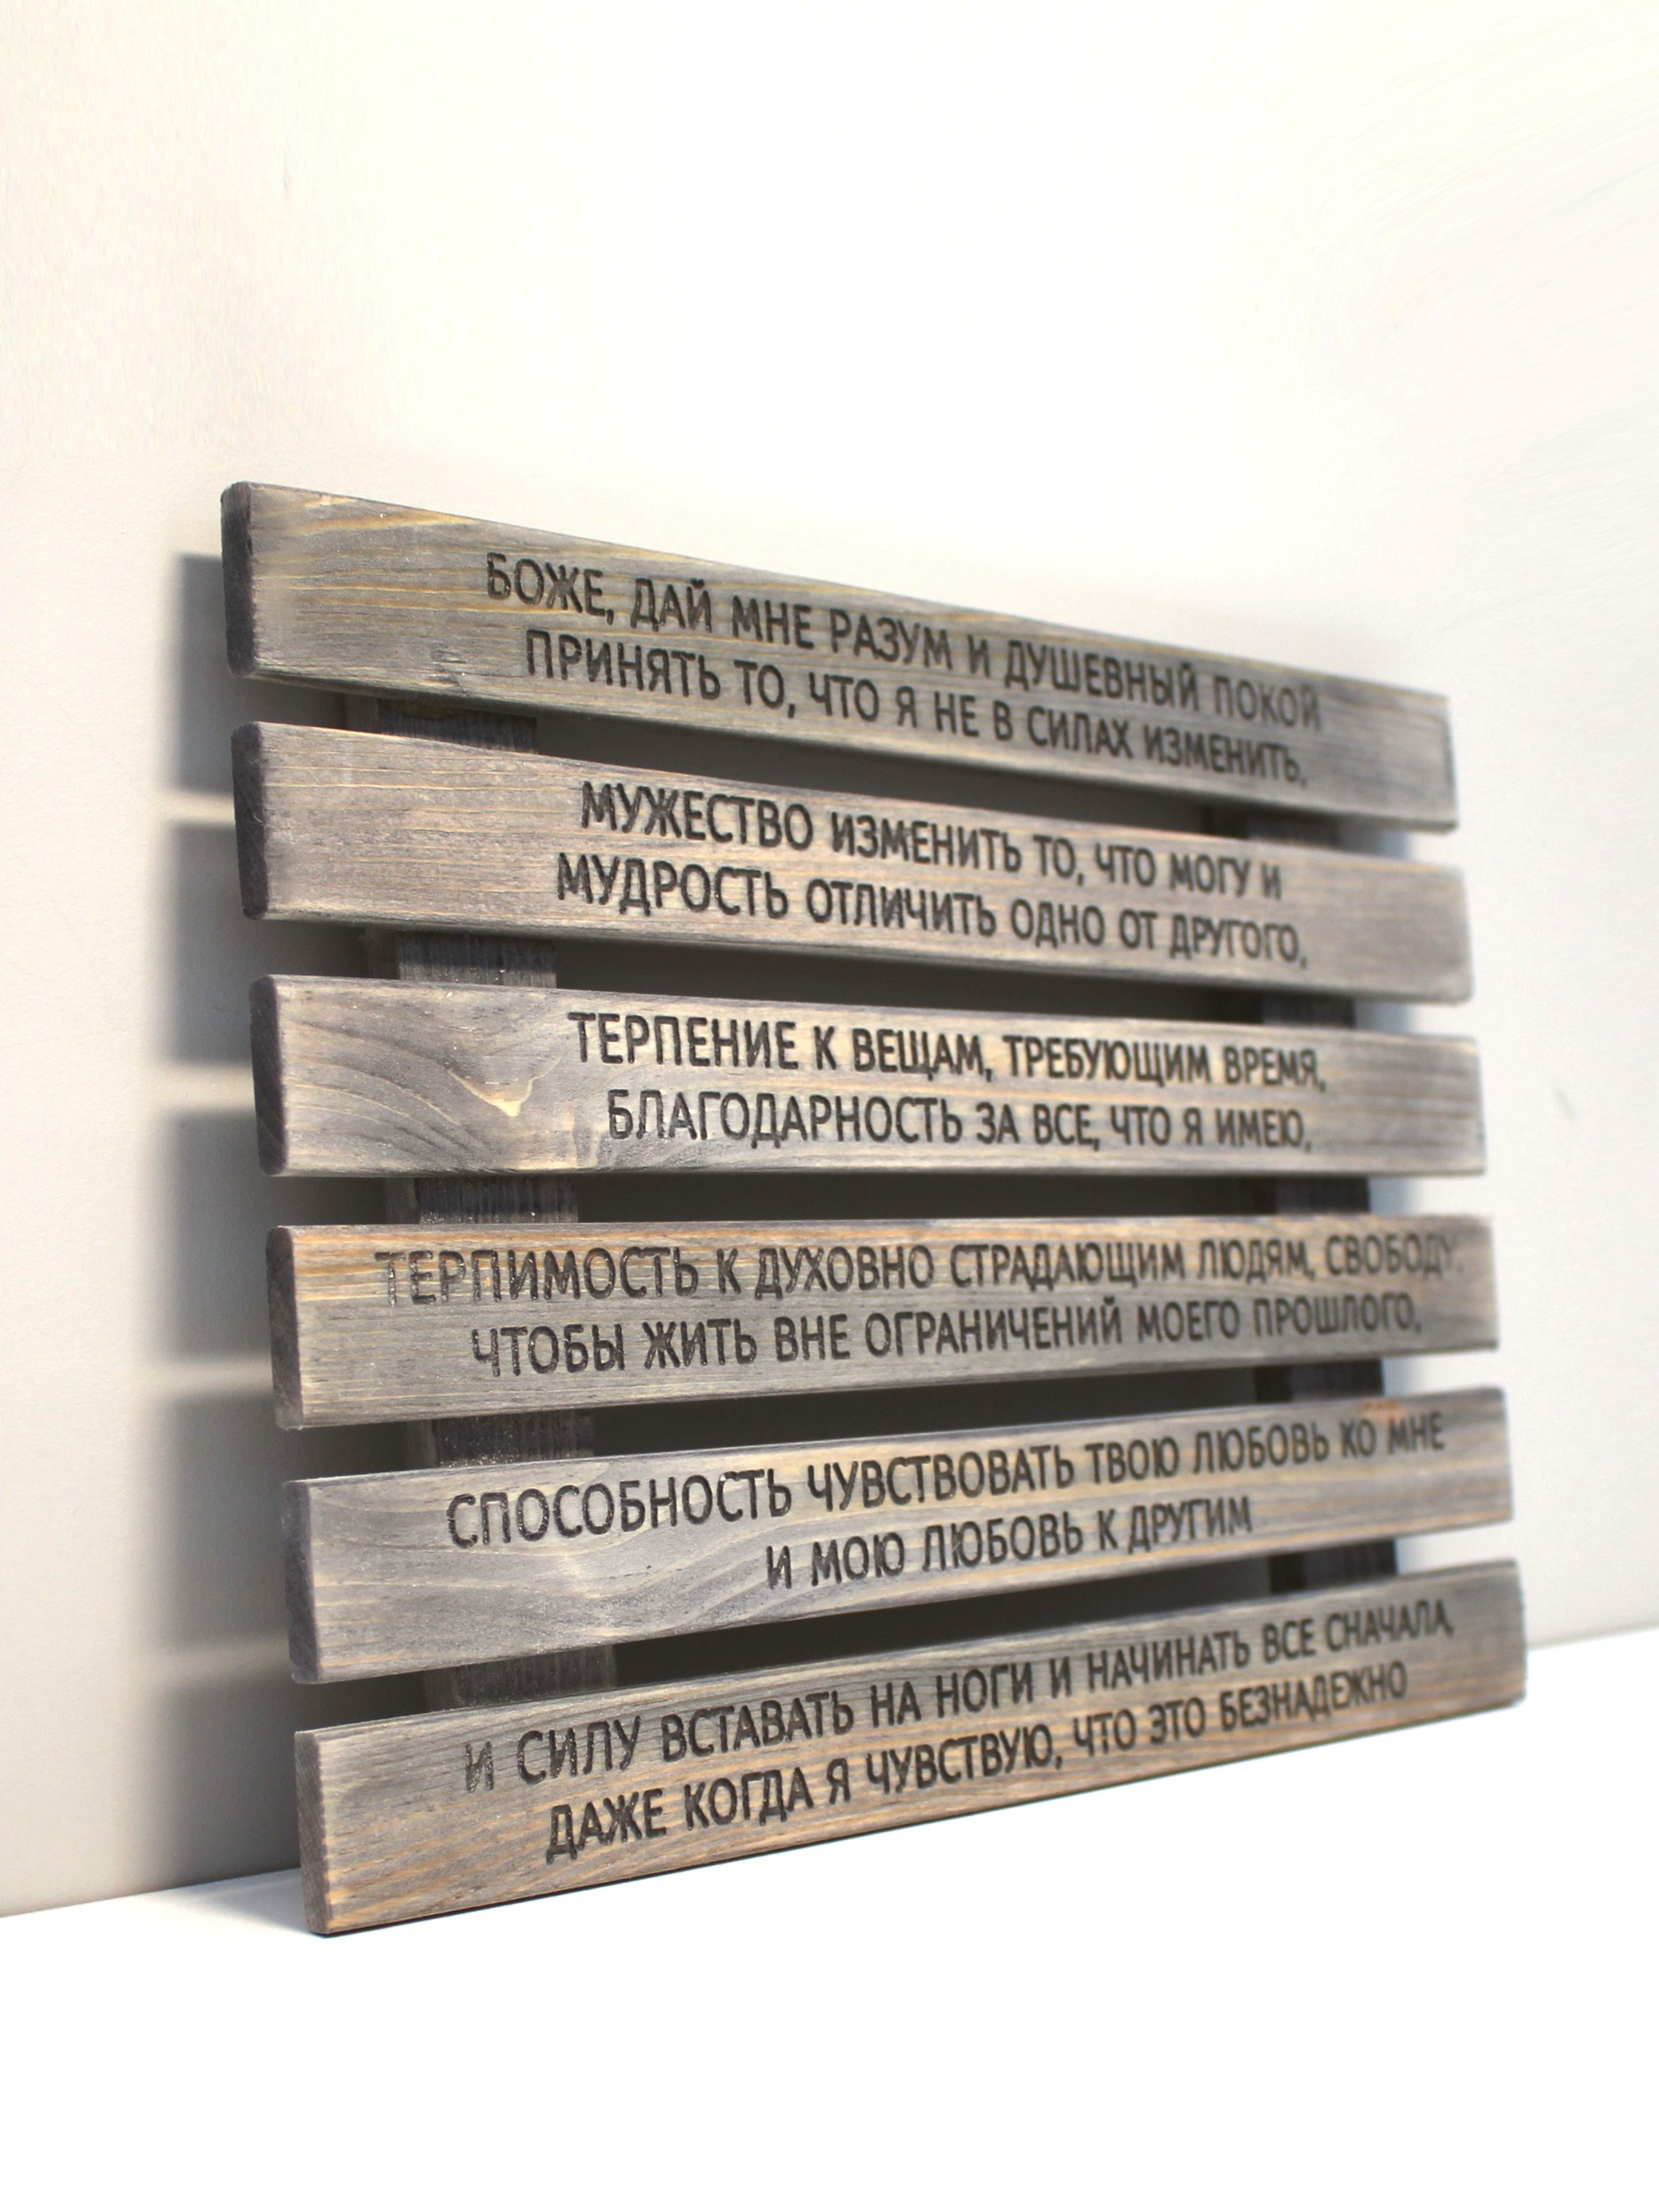 БОЖЕ, ДАЙ МНЕ РАЗУМ И ДУШЕВНЫЙ ПОКОЙ
ПРИНЯТЬ ТО, ЧТО Я НЕ В СИЛАХ ИЗМЕНИТЬ,
МУЖЕСТВО ИЗМЕНИТЬ ТО, ЧТО МОГУ И
МУДРОСТЬ ОТЛИЧИТЬ ОДНО ОТ ДРУГОГО,
ТЕРПЕНИЕ К ВЕЩАМ, ТРЕБУЮЩИМ ВРЕМЯ,
БЛАГОДАРНОСТЬ ЗА ВСЕ, ЧТО Я ИМЕЮ,
ТЕРПИМОСТЬ К ДУХОВНО СТРАДАЮЩИМ ЛЮДЯМ, СВОБОДУ.
ЧТОБЫ ЖИТЬ ВНЕ ОГРАНИЧЕНИЙ МОЕГО ПРОШЛОГО,
СПОСОБНОСТЬ ЧУВСТВОВАТЬ ТВОЮ ЛЮБОВЬ КО МНЕ
И МОЮ ЛЮБОВЬ К ДРУГИМ
И СИЛУ ВСТАВАТЬ НА НОГИ И НАЧИНАТЬ ВСЕ СНАЧАЛА,
ДАЖЕ КОГДА Я ЧУВСТВУЮ, ЧТО ЭТО БЕЗНАДЕЖНО